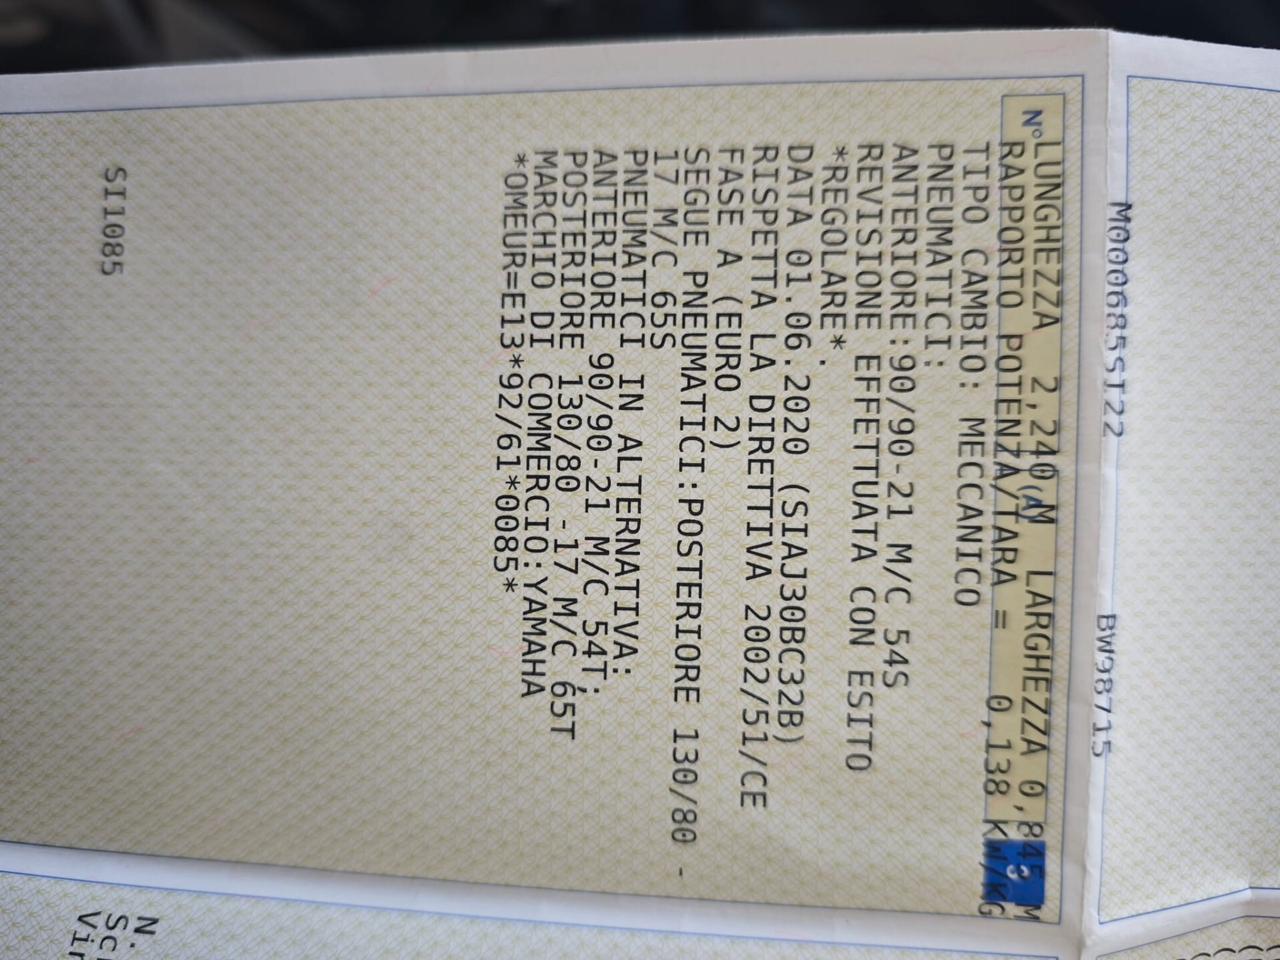 M000685SI22 BW98715
N° (A) 3
LUNGHEZZA 2,240 M LARGHEZZA 0,845 M
RAPPORTO POTENZA/TARA = 0,138 KW/KG
TIPO CAMBIO: MECCANICO
PNEUMATICI:
ANTERIORE:90/90-21 M/C 54S
REVISIONE EFFETTUATA CON ESITO
*REGOLARE* .
DATA 01.06.2020 (SIAJ30BC32B)
RISPETTA LA DIRETTIVA 2002/51/CE
FASE A (EURO 2)
SEGUE PNEUMATICI:POSTERIORE 130/80 -
17 M/C 65S
PNEUMATICI IN ALTERNATIVA:
ANTERIORE 90/90-21 M/C 54T;
POSTERIORE 130/80 -17 M/C 65T
MARCHIO DI COMMERCIO:YAMAHA
*OMEUR=E13*92/61*0085*
SI1085
N.